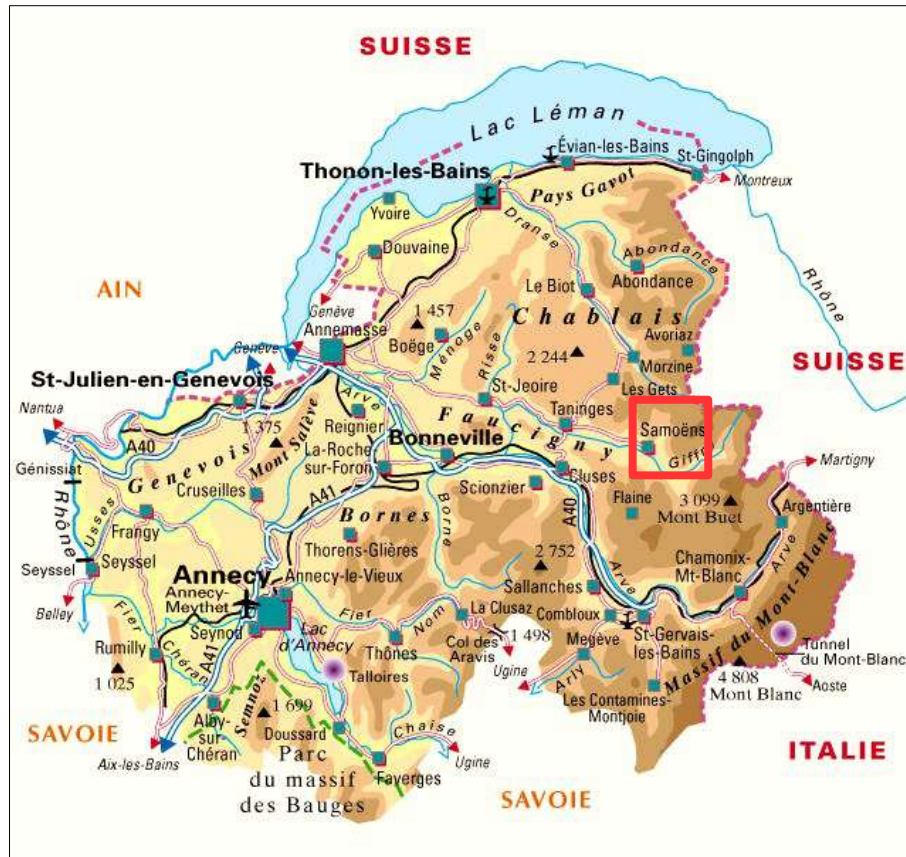 SUISSE
Lac Léman
Évian-les-Bains
St-Gingolph
Thonon-les-Bains
Montreux
Pays Gavot
Yvoire
Dranse
Douvaine
Abondance
Abondance
Rhône
AIN
Le Biot
Genève
1 457
Chablais
Annemasse
Avoriaz
Genève
Boëge
Ménoge
Risse
2 244
Morzine
SUISSE
St-Julien-en-Genevois
St-Jeoire
Les Gets
Nantua
Arve
Faucigny
Taninges
Samoëns
A40
1 375
Reignier
Bonneville
Giffre
Génissiat
Genevois
Mont Salève
La-Roche-
sur-Foron
Cluses
Martigny
Rhône
Usses
Cruseilles
A41
Scionzier
A40
Flaine
3 099
Mont Buet
Argentière
Frangy
Bornes
Borne
Thorens-Glières
2 752
Chamonix-
Mt-Blanc
Arve
Seyssel
Seyssel
Annecy
Annecy-le-Vieux
Sallanches
Arve
Belley
Annecy-
Meythet
Fier
Nom
La Clusaz
Combloux
Fier
Seynod
Lac
d'Annecy
Col des
Aravis
1 498
Megève
St-Gervais-
les-Bains
Massif du Mont-Blanc
Tunnel
du Mont-Blanc
Rumilly
Chéran
A41
Thônes
Ugine
Arly
4 808
Mont Blanc
Aoste
1 025
Talloires
Les Contamines-
Montjoie
SAVOIE
Alby-
sur-
Chéran
Semnoz
1 699
Doussard
Chaise
ITALIE
Aix-les-Bains
Parc
du massif
des Bauges
Faverges
Ugine
SAVOIE